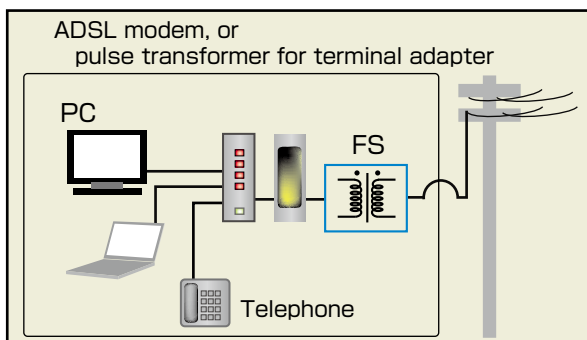 ADSL modem, or
pulse transformer for terminal adapter
PC
FS
Telephone